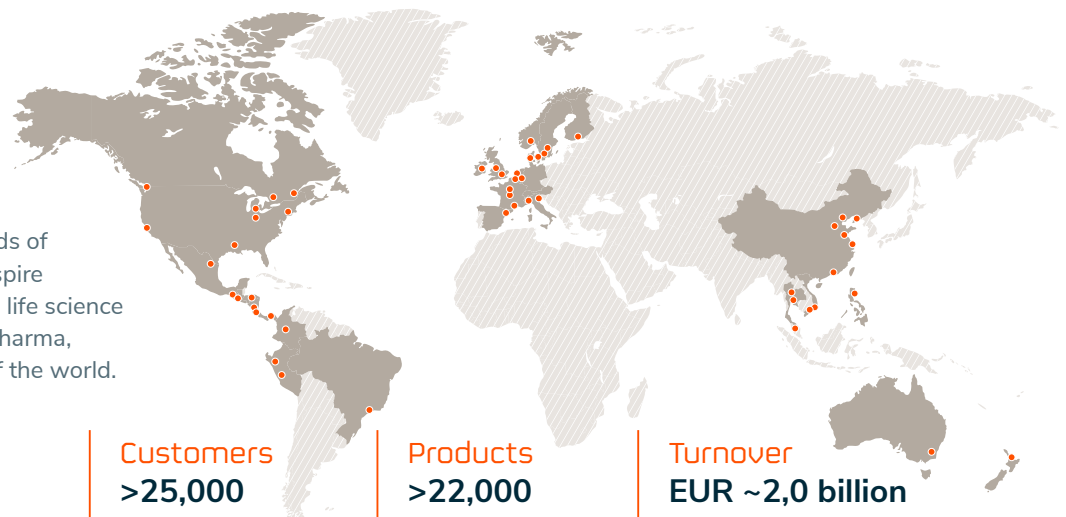 ds of
spire
life science
harma,
f the world.
Customers
>25,000
Products
>22,000
Turnover
EUR ~2,0 billion